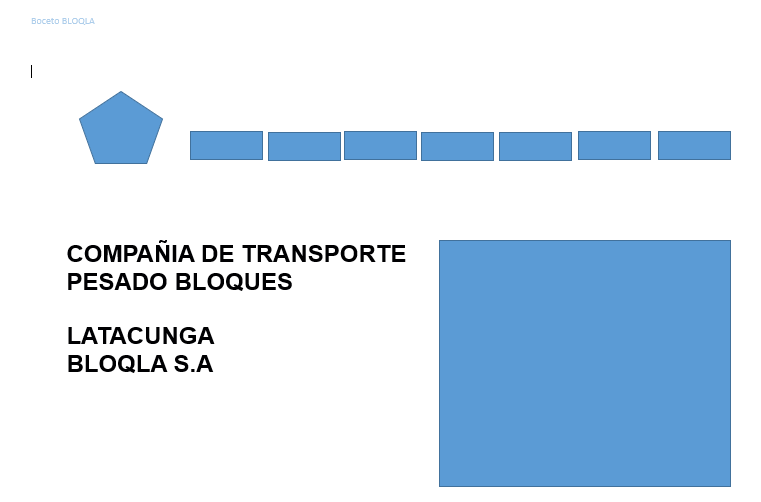 Boceto BLOQLA
COMPAÑIA DE TRANSPORTE
PESADO BLOQUES
LATACUNGA
BLOQLA S.A